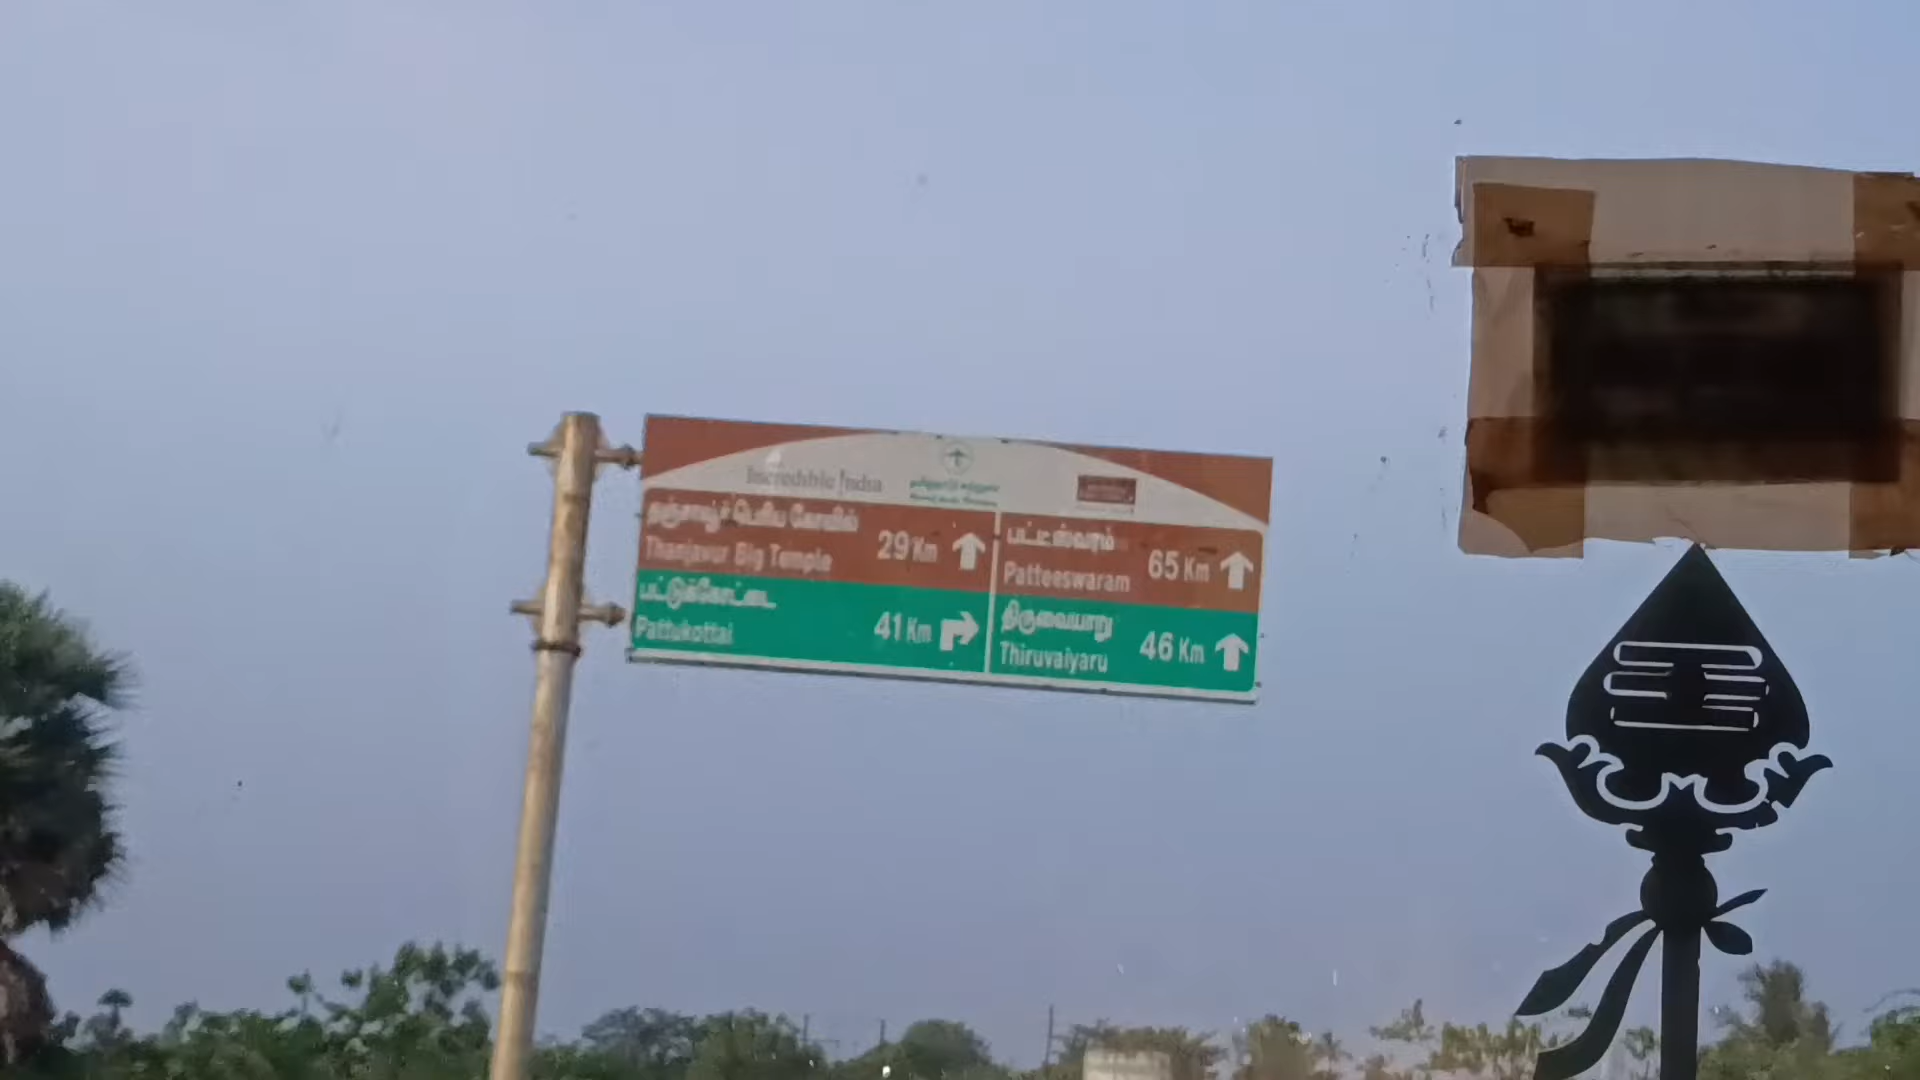 Incredible India
தமிழ்நாடு சுற்றுலா
தஞ்சாவூர் பெரிய கோவில்
Thanjavur Big Temple
29 Km
பட்டீஸ்வரம்
Patteeswaram
65 Km
பட்டுக்கோட்டை
Pattukottai
41 Km
திருவையாறு
Thiruvaiyaru
46 Km